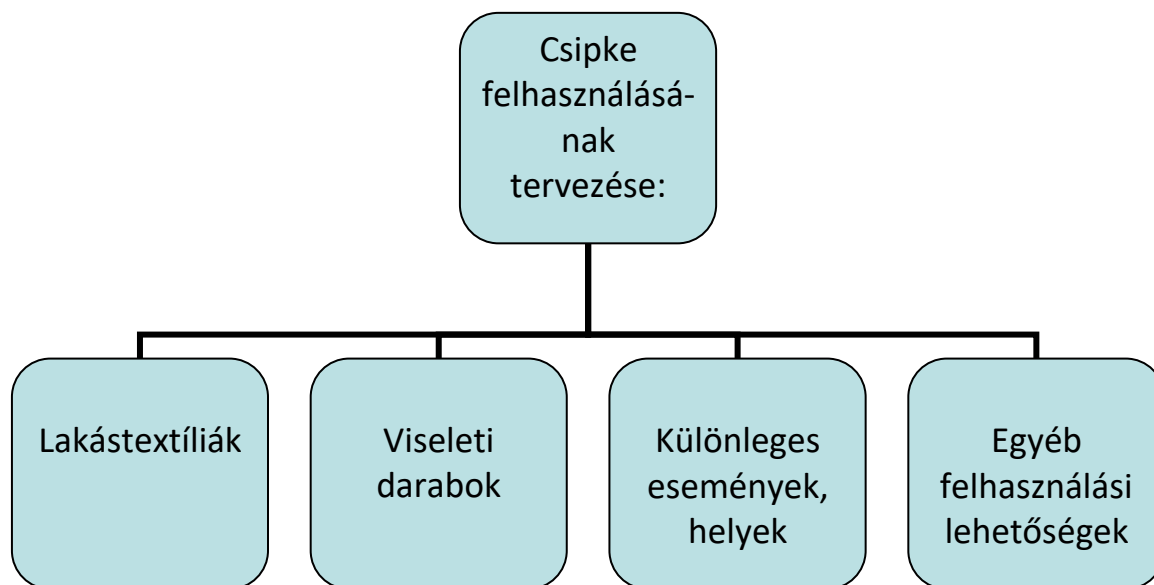 Csipke
felhasználásá-
nak
tervezése:
Lakástextíliák
Viseleti
darabok
Különleges
események,
helyek
Egyéb
felhasználási
lehetőségek